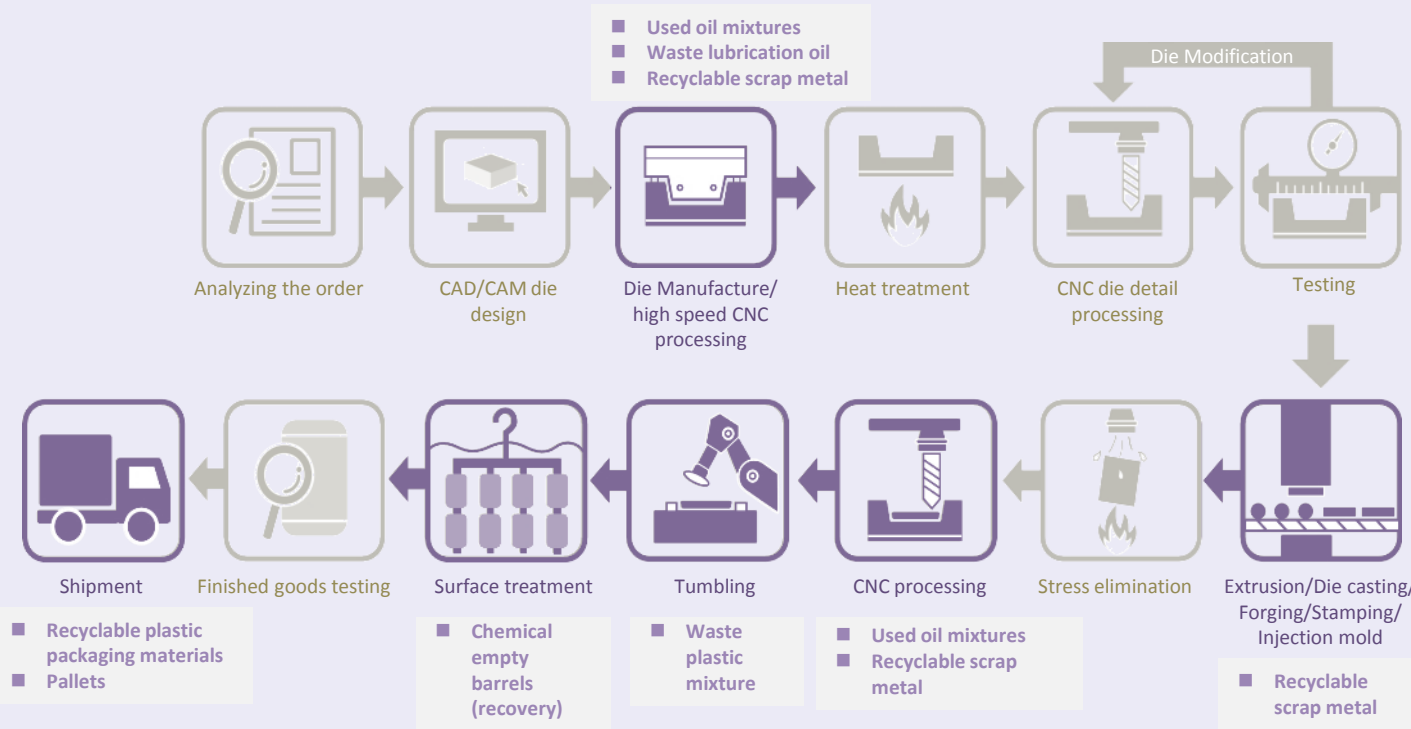 Used oil mixtures
Waste lubrication oil
Recyclable scrap metal
Die Modification
Analyzing the order
CAD/CAM die
design
Die Manufacture/
high speed CNC
processing
Heat treatment
CNC die detail
processing
Testing
Shipment
Finished goods testing
Surface treatment
Tumbling
CNC processing
Stress elimination
Extrusion/Die casting/
Forging/Stamping/
Injection mold
Recyclable plastic
packaging materials
Pallets
Chemical
empty
barrels
(recovery)
Waste
plastic
mixture
Used oil mixtures
Recyclable scrap
metal
Recyclable
scrap metal